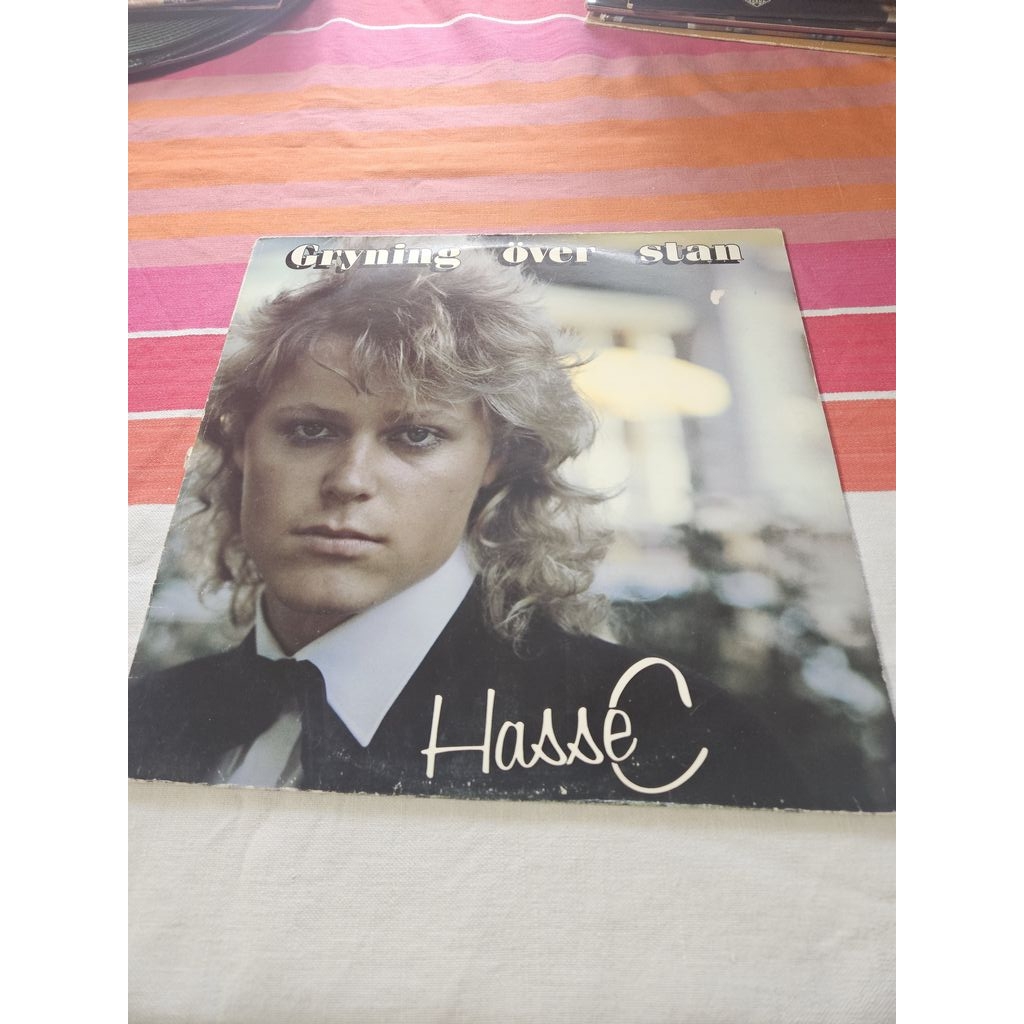 Gryning över stan
Hasse C